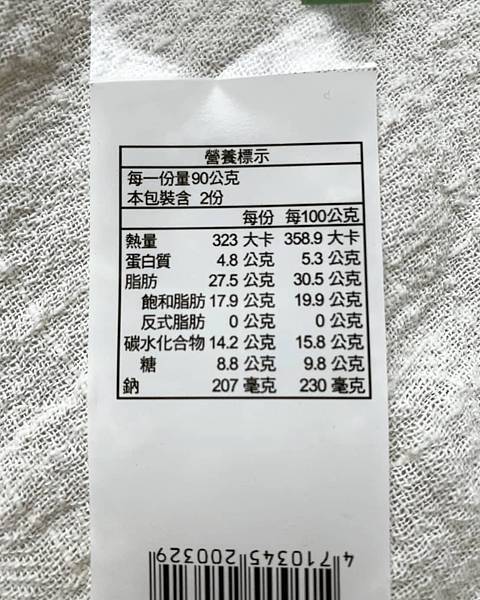 營養標示
每一份量90公克
本包裝含 2份
每份 每100公克
熱量 323 大卡 358.9 大卡
蛋白質 4.8 公克 5.3 公克
脂肪 27.5 公克 30.5 公克
飽和脂肪 17.9 公克 19.9 公克
反式脂肪 0 公克 0 公克
碳水化合物 14.2 公克 15.8 公克
糖 8.8 公克 9.8 公克
鈉 207 毫克 230 毫克
4 710345 200329